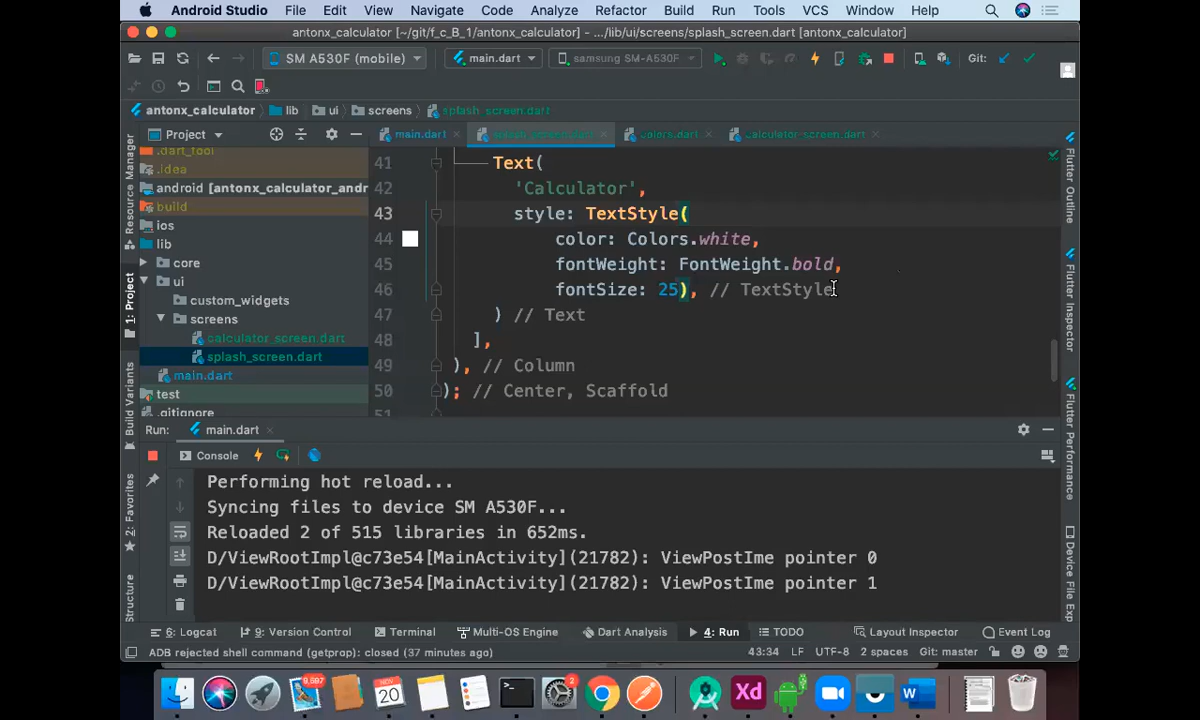 Android Studio File Edit View Navigate Code Analyze Refactor Build Run Tools VCS Window Help
antonx_calculator [~/git/f_c_B_1/antonx_calculator] – .../lib/ui/screens/splash_screen.dart [antonx_calculator]
SM A530F (mobile) main.dart samsung SM-A530F Git:
antonx_calculator lib ui screens splash_screen.dart
Project main.dart splash_screen.dart colors.dart calculator_screen.dart
.dart_tool
.idea
android [antonx_calculator_andr
build
ios
lib
core
ui
custom_widgets
screens
calculator_screen.dart
splash_screen.dart
main.dart
test
.gitignore
41 Text(
42 'Calculator',
43 style: TextStyle(
44 color: Colors.white,
45 fontWeight: FontWeight.bold,
46 fontSize: 25), // TextStyle
47 ) // Text
48 ],
49 ), // Column
50 ); // Center, Scaffold
51
Resource Manager
1: Project
Build Variants
2: Favorites
Structure
Flutter Outline
Flutter Inspector
Flutter Performance
Device File Exp
Run: main.dart
Console
Performing hot reload...
Syncing files to device SM A530F...
Reloaded 2 of 515 libraries in 652ms.
D/ViewRootImpl@c73e54[MainActivity](21782): ViewPostIme pointer 0
D/ViewRootImpl@c73e54[MainActivity](21782): ViewPostIme pointer 1
6: Logcat 9: Version Control Terminal Multi-OS Engine Dart Analysis 4: Run TODO Layout Inspector Event Log
ADB rejected shell command (getprop): closed (37 minutes ago) 43:34 LF UTF-8 2 spaces Git: master
9,597
NOV
20
2
Xd
W